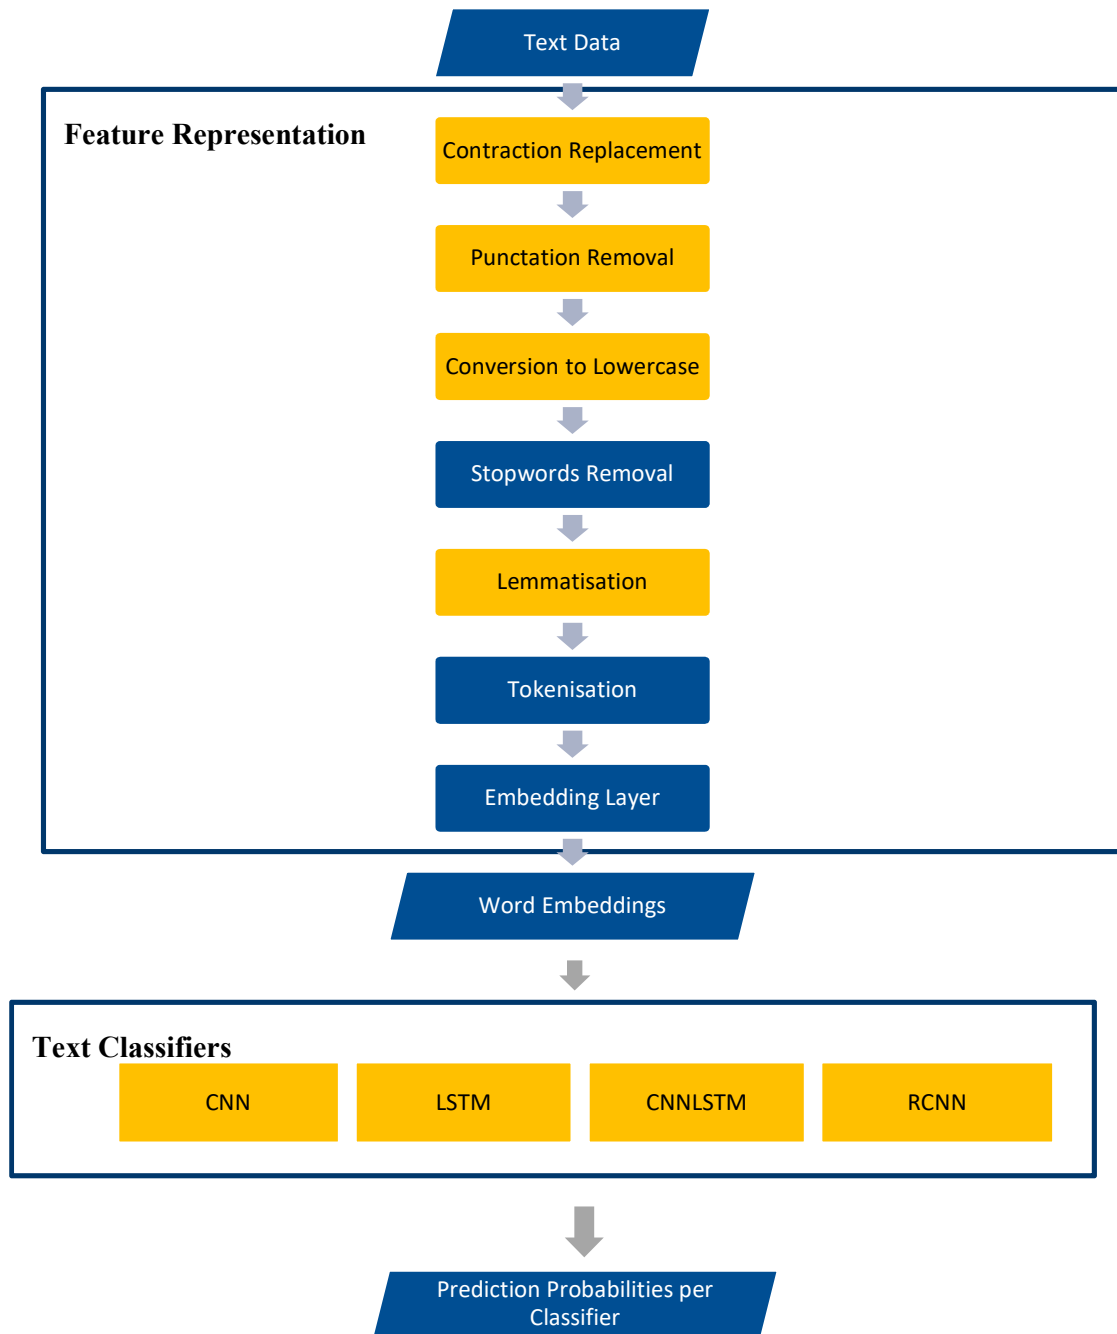 Text Data
Feature Representation
Contraction Replacement
Punctation Removal
Conversion to Lowercase
Stopwords Removal
Lemmatisation
Tokenisation
Embedding Layer
Word Embeddings
Text Classifiers
CNN
LSTM
CNNLSTM
RCNN
Prediction Probabilities per
Classifier